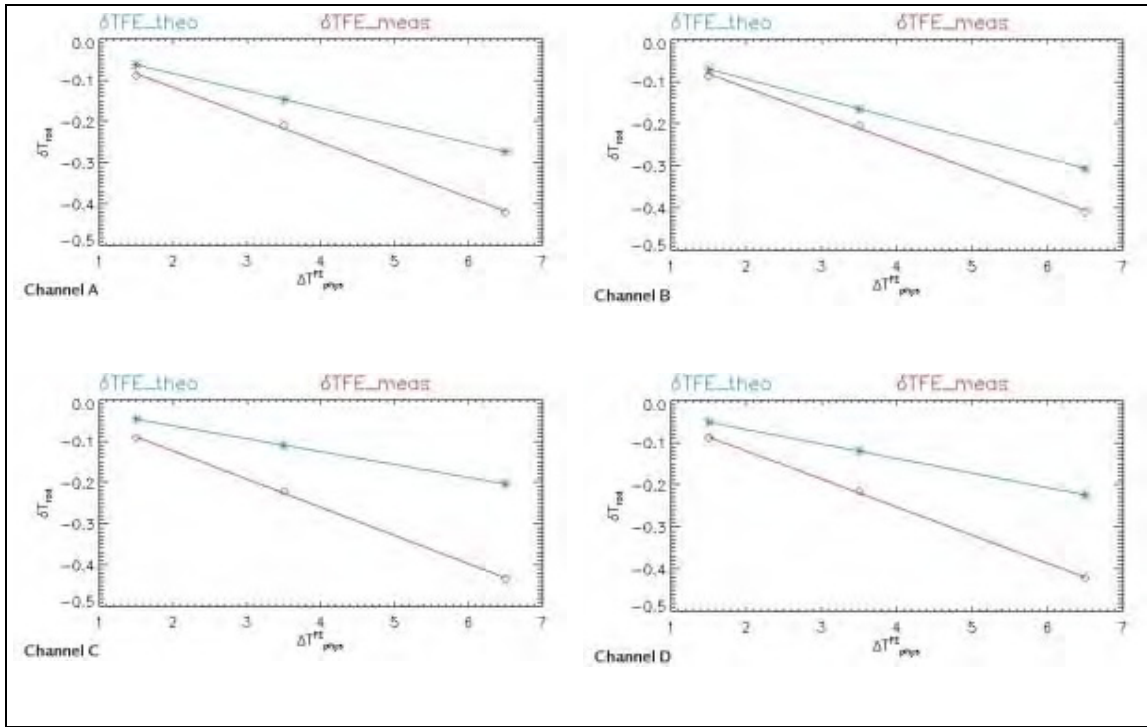 δTFE_theo δTFE_meas
0.0
−0.1
−0.2
−0.3
−0.4
−0.5
δT_rad
1 2 3 4 5 6 7
ΔT^FE_phys
Channel A
δTFE_theo δTFE_meas
0.0
−0.1
−0.2
−0.3
−0.4
−0.5
δT_rad
1 2 3 4 5 6 7
ΔT^FE_phys
Channel B
δTFE_theo δTFE_meas
0.0
−0.1
−0.2
−0.3
−0.4
−0.5
δT_rad
1 2 3 4 5 6 7
ΔT^FE_phys
Channel C
δTFE_theo δTFE_meas
0.0
−0.1
−0.2
−0.3
−0.4
−0.5
δT_rad
1 2 3 4 5 6 7
ΔT^FE_phys
Channel D